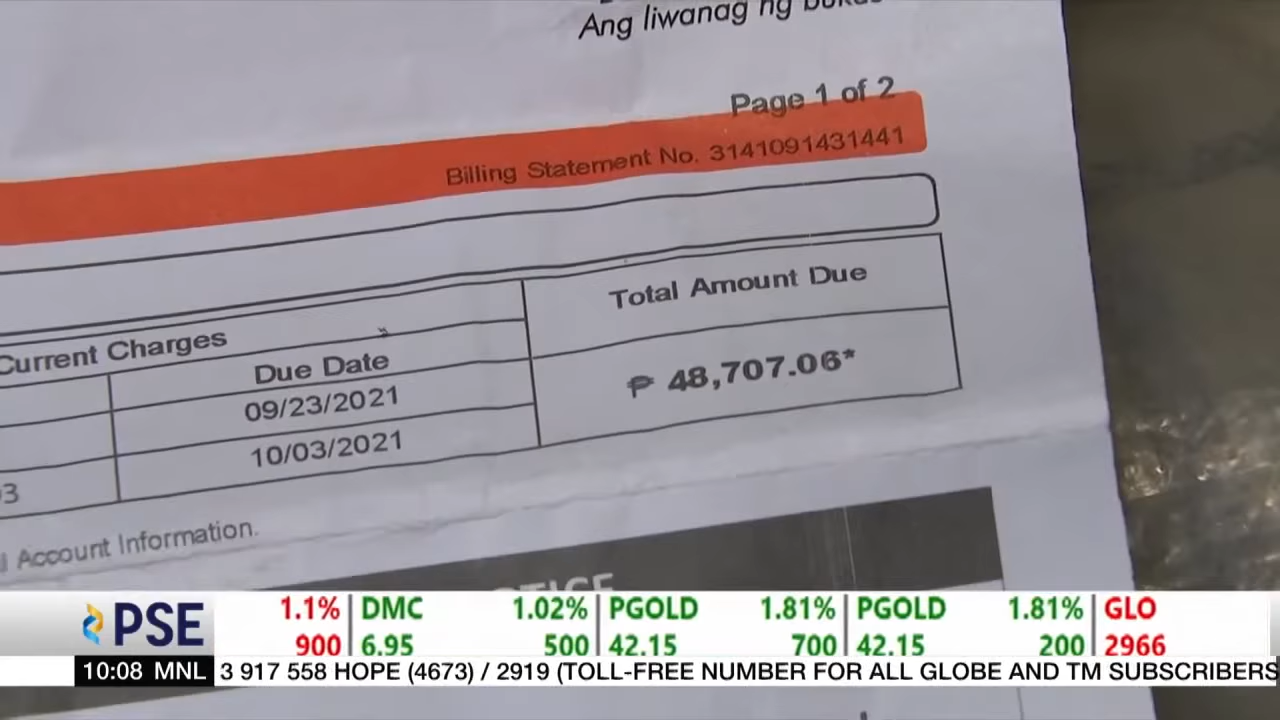 Ang liwanag ng
Page 1 of 2
Billing Statement No. 3141091431441
Total Amount Due
Current Charges
Due Date
₱ 48,707.06*
09/23/2021
10/03/2021
Account Information.
PSE
1.1% DMC 1.02% PGOLD 1.81% PGOLD 1.81% GLO
900 6.95 500 42.15 700 42.15 200 2966
10:08 MNL 3 917 558 HOPE (4673) / 2919 (TOLL-FREE NUMBER FOR ALL GLOBE AND TM SUBSCRIBERS